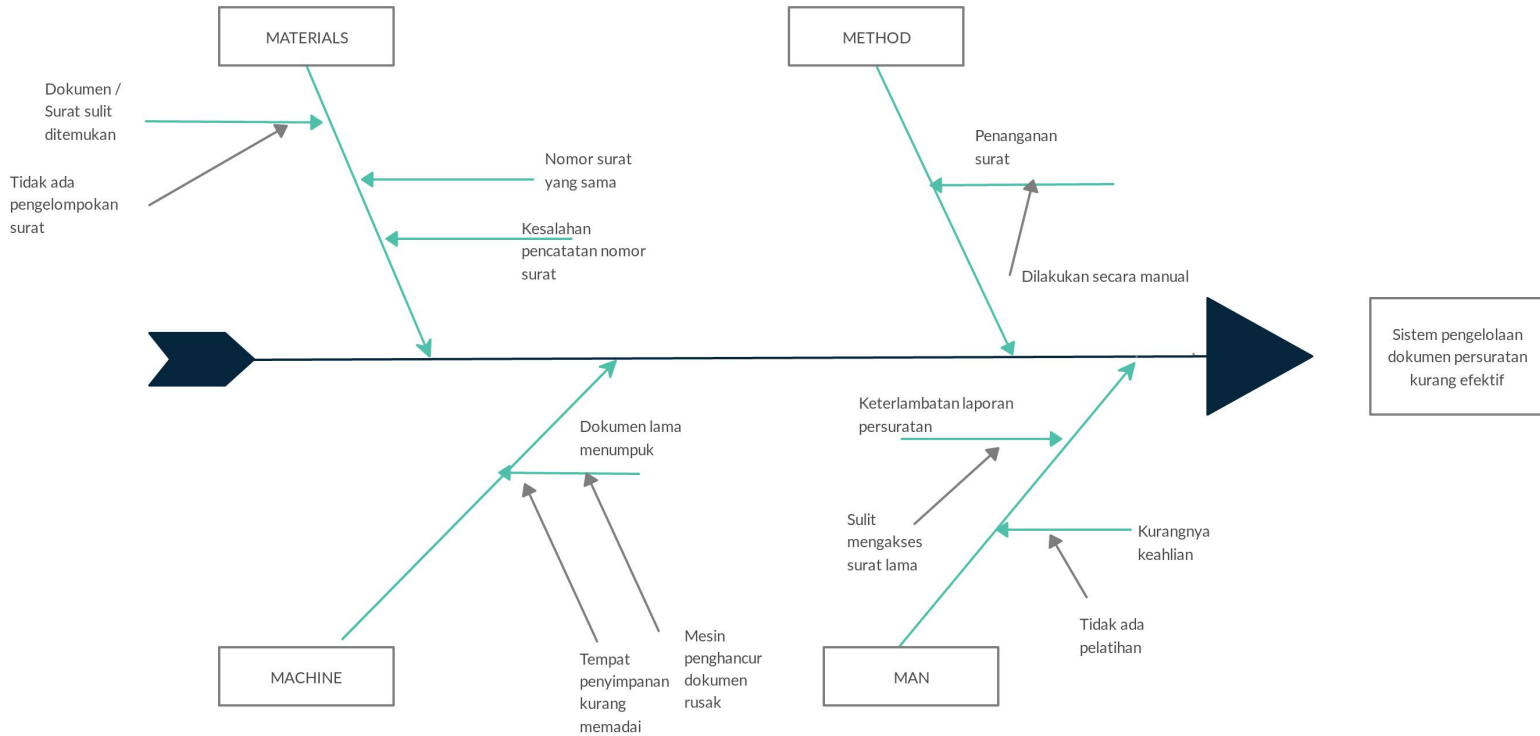 MATERIALS
METHOD
Dokumen /
Surat sulit
ditemukan
Tidak ada
pengelompokan
surat
Nomor surat
yang sama
Kesalahan
pencatatan nomor
surat
Penanganan
surat
Dilakukan secara manual
Sistem pengelolaan
dokumen persuratan
kurang efektif
Dokumen lama
menumpuk
Tempat
penyimpanan
kurang
memadai
Mesin
penghancur
dokumen
rusak
MACHINE
Keterlambatan laporan
persuratan
Sulit
mengakses
surat lama
Kurangnya
keahlian
Tidak ada
pelatihan
MAN